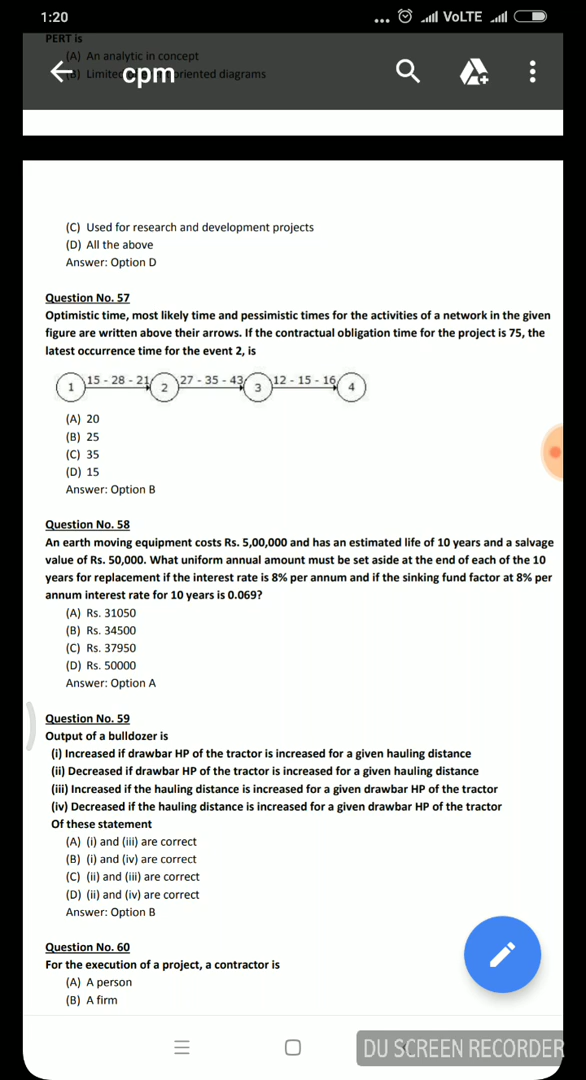 1:20 ... VoLTE
PERT is
(A) An analytic in concept
cpm
Limited oriented diagrams
(C) Used for research and development projects
(D) All the above
Answer: Option D
Question No. 57
Optimistic time, most likely time and pessimistic times for the activities of a network in the given
figure are written above their arrows. If the contractual obligation time for the project is 75, the
latest occurrence time for the event 2, is
1 15 - 28 - 21 2 27 - 35 - 43 3 12 - 15 - 16 4
(A) 20
(B) 25
(C) 35
(D) 15
Answer: Option B
Question No. 58
An earth moving equipment costs Rs. 5,00,000 and has an estimated life of 10 years and a salvage
value of Rs. 50,000. What uniform annual amount must be set aside at the end of each of the 10
years for replacement if the interest rate is 8% per annum and if the sinking fund factor at 8% per
annum interest rate for 10 years is 0.069?
(A) Rs. 31050
(B) Rs. 34500
(C) Rs. 37950
(D) Rs. 50000
Answer: Option A
Question No. 59
Output of a bulldozer is
(i) Increased if drawbar HP of the tractor is increased for a given hauling distance
(ii) Decreased if drawbar HP of the tractor is increased for a given hauling distance
(iii) Increased if the hauling distance is increased for a given drawbar HP of the tractor
(iv) Decreased if the hauling distance is increased for a given drawbar HP of the tractor
Of these statement
(A) (i) and (iii) are correct
(B) (i) and (iv) are correct
(C) (ii) and (iii) are correct
(D) (ii) and (iv) are correct
Answer: Option B
Question No. 60
For the execution of a project, a contractor is
(A) A person
(B) A firm
DU SCREEN RECORDER